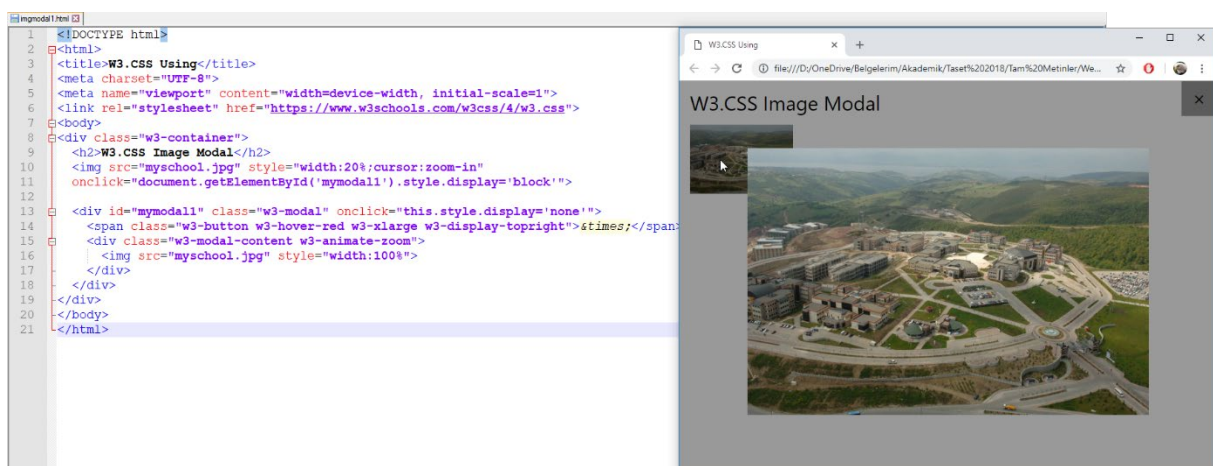 imgmodal1.html
1 <!DOCTYPE html>
2 <html>
3 <title>W3.CSS Using</title>
4 <meta charset="UTF-8">
5 <meta name="viewport" content="width=device-width, initial-scale=1">
6 <link rel="stylesheet" href="https://www.w3schools.com/w3css/4/w3.css">
7 <body>
8 <div class="w3-container">
9 <h2>W3.CSS Image Modal</h2>
10 <img src="myschool.jpg" style="width:20%;cursor:zoom-in"
11 onclick="document.getElementById('mymodal1').style.display='block'">
12
13 <div id="mymodal1" class="w3-modal" onclick="this.style.display='none'">
14 <span class="w3-button w3-hover-red w3-xlarge w3-display-topright">&times;</span>
15 <div class="w3-modal-content w3-animate-zoom">
16 <img src="myschool.jpg" style="width:100%">
17 </div>
18 </div>
19 </div>
20 </body>
21 </html>
W3.CSS Using
file:///D:/OneDrive/Belgelerim/Akademik/Taset%202018/Tam%20Metinler/We...
W3.CSS Image Modal
×